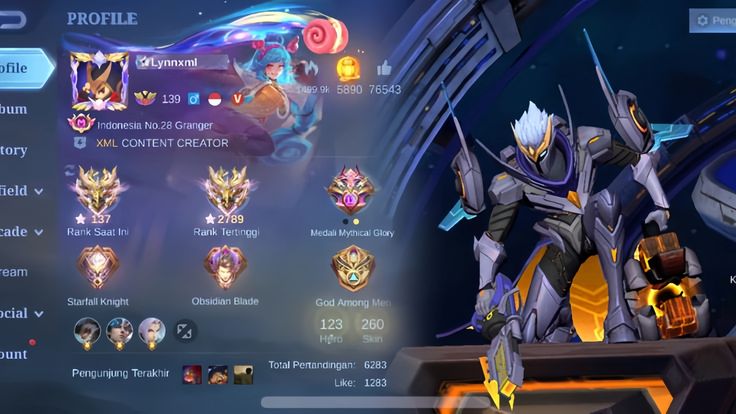 PROFILE
Peng
ofile
Lynnxml
139
V
1499.9k
5890
76543
bum
M
Indonesia No.28 Granger
XML CONTENT CREATOR
tory
field
137
2789
Rank Saat Ini
Rank Tertinggi
Medali Mythical Glory
cade
ream
Starfall Knight
Obsidian Blade
God Among Men
ocial
123
260
Hero
Skin
ount
Pengunjung Terakhir
Total Pertandingan: 6283
Like: 1283
K